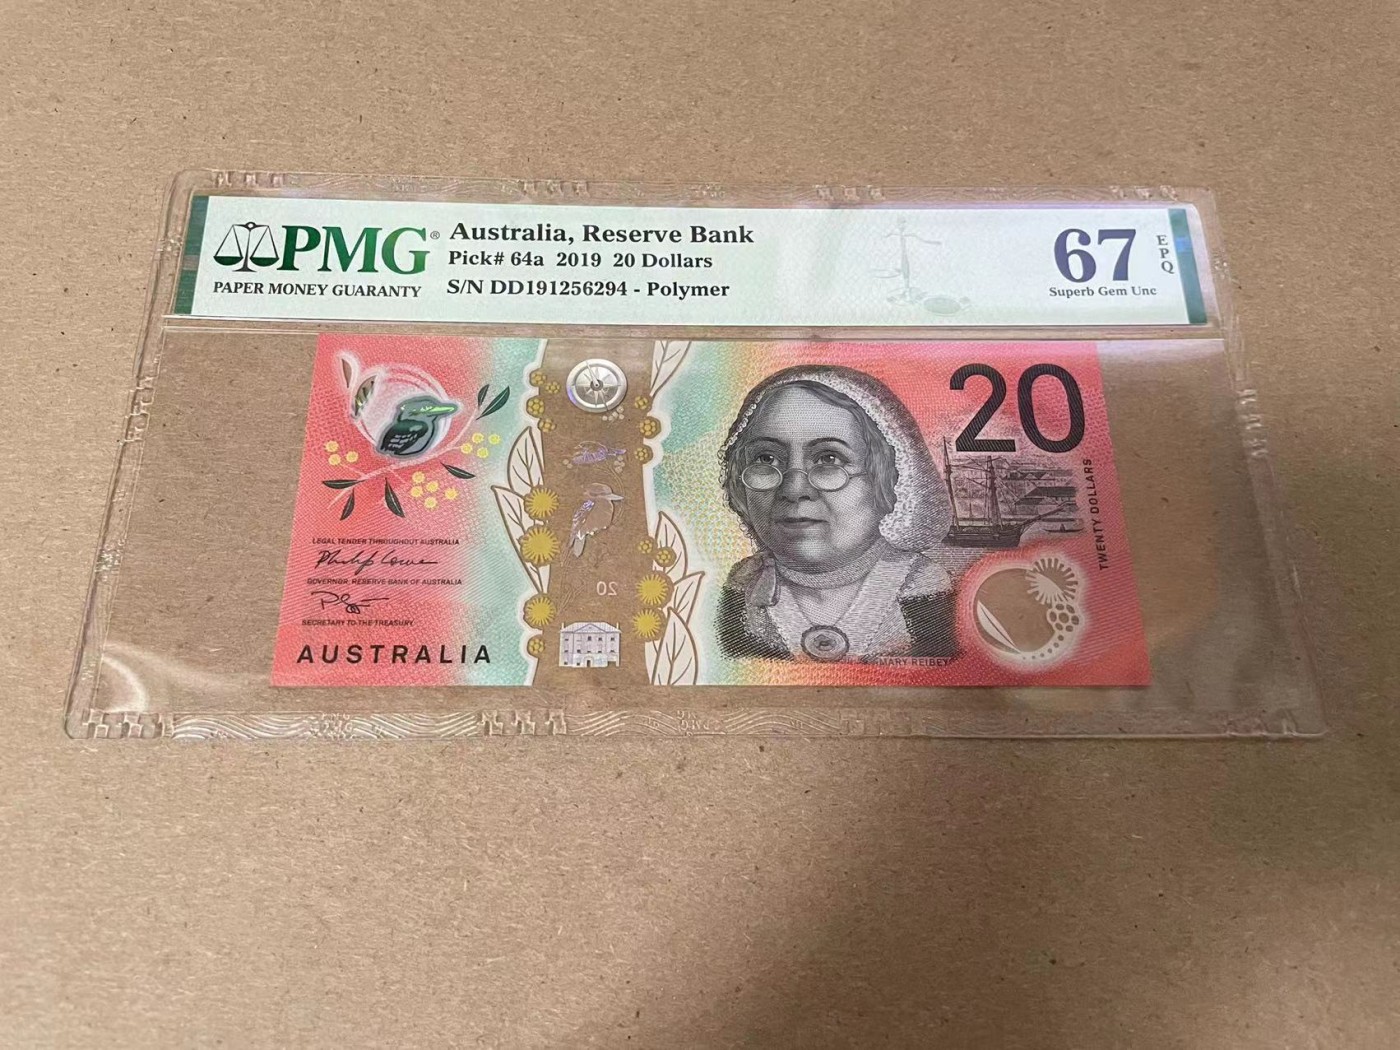 PMG®
PAPER MONEY GUARANTY
Australia, Reserve Bank
Pick# 64a 2019 20 Dollars
S/N DD191256294 - Polymer
67
EPQ
Superb Gem Unc
20
TWENTY DOLLARS
LEGAL TENDER THROUGHOUT AUSTRALIA
Philip Lowe
GOVERNOR, RESERVE BANK OF AUSTRALIA
SECRETARY TO THE TREASURY
AUSTRALIA
20
MARY REIBEY